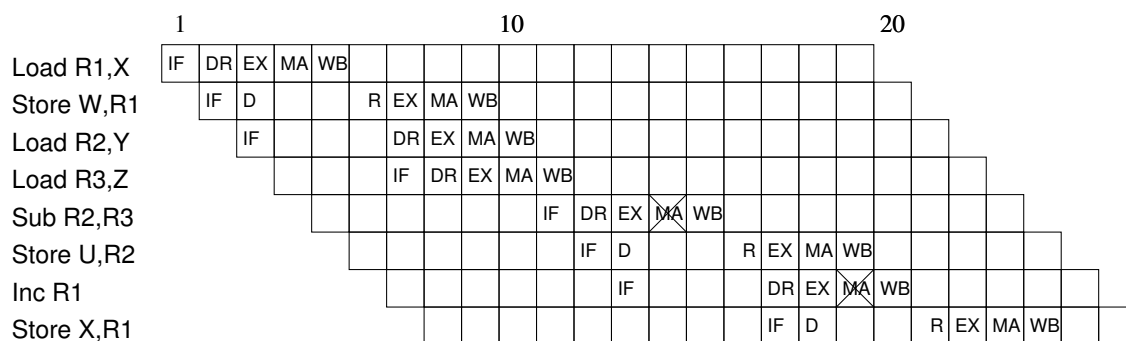 1 10 20
Load R1,X IF DR EX MA WB
Store W,R1 IF D R EX MA WB
Load R2,Y IF DR EX MA WB
Load R3,Z IF DR EX MA WB
Sub R2,R3 IF DR EX MA WB
Store U,R2 IF D R EX MA WB
Inc R1 IF DR EX MA WB
Store X,R1 IF D R EX MA WB